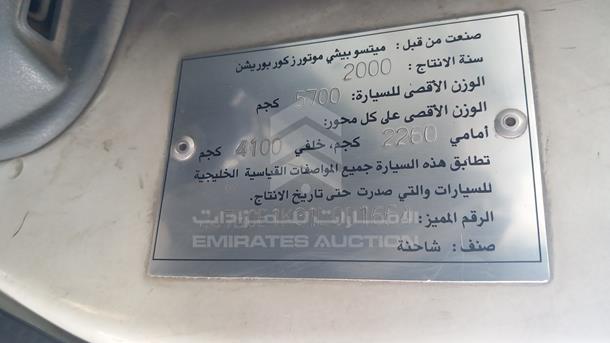 صنعت من قبل: ميتسوبيشي موتورز كوربوريشن
سنة الانتاج: 2000
الوزن الأقصى للسيارة: 5700 كجم
الوزن الأقصى على كل محور:
أمامي 2260 كجم، خلفي 4100 كجم
تطابق هذه السيارة جميع المواصفات القياسية الخليجية
للسيارات والتي صدرت حتى تاريخ الانتاج.
الرقم المميز:
الإمارات للمزادات
EMIRATES AUCTION
صنف: شاحنة